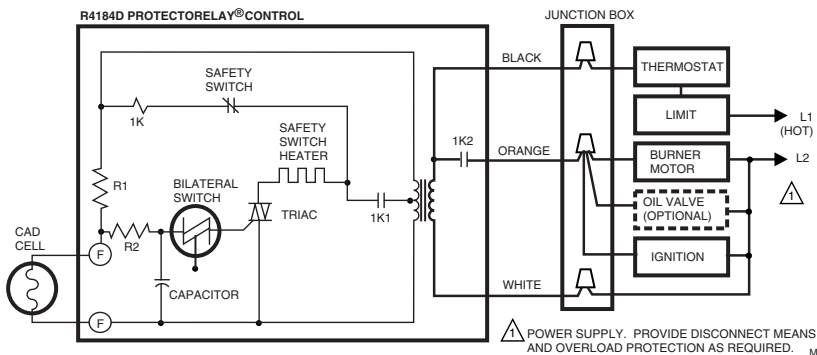 R4184D PROTECTORELAY® CONTROL
JUNCTION BOX
BLACK
THERMOSTAT
SAFETY
SWITCH
1K
LIMIT
L1
(HOT)
SAFETY
SWITCH
HEATER
1K2
ORANGE
BURNER
MOTOR
L2
R1
BILATERAL
SWITCH
TRIAC
1K1
OIL VALVE
(OPTIONAL)
1
CAD
CELL
R2
F
IGNITION
CAPACITOR
WHITE
F
1 POWER SUPPLY. PROVIDE DISCONNECT MEANS
AND OVERLOAD PROTECTION AS REQUIRED.
M